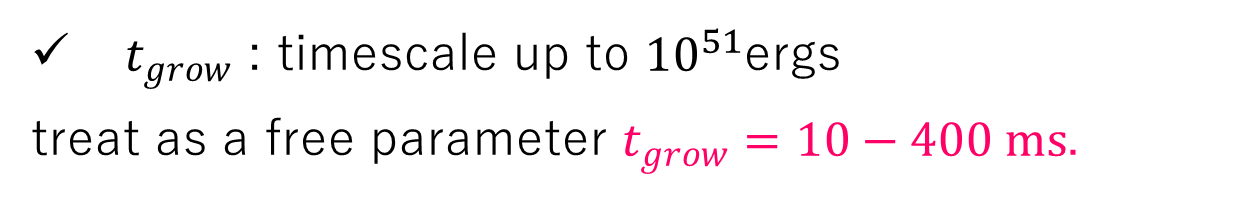 ✓ t_grow : timescale up to 10^51ergs
treat as a free parameter t_grow = 10 − 400 ms.